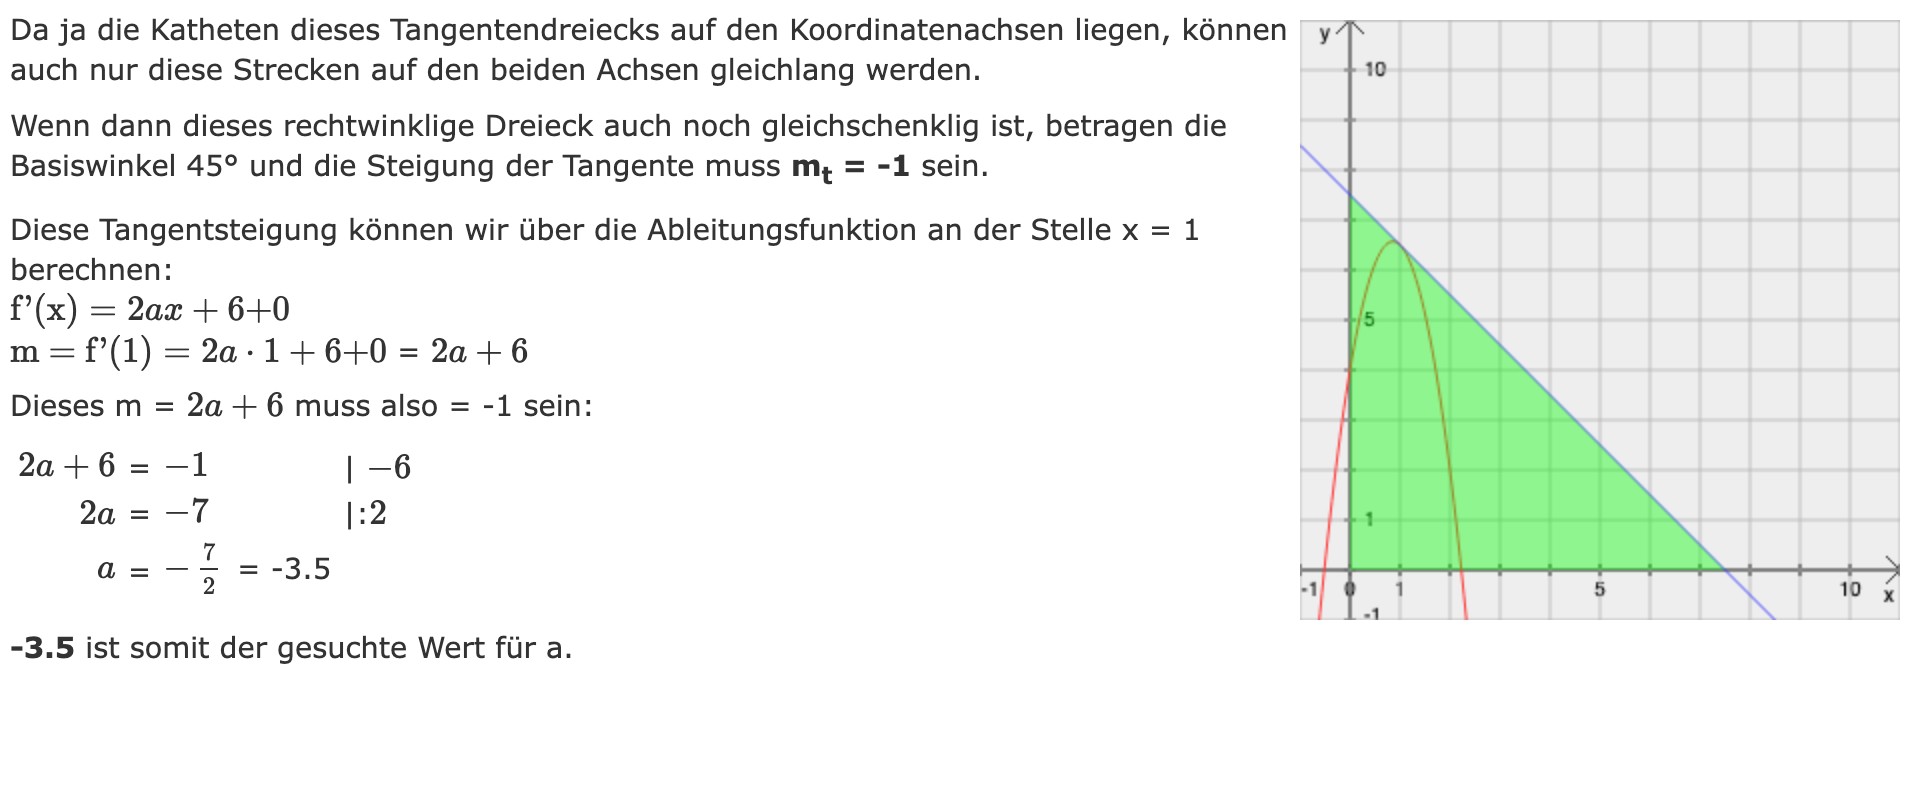 Da ja die Katheten dieses Tangentendreiecks auf den Koordinatenachsen liegen, können
auch nur diese Strecken auf den beiden Achsen gleichlang werden.
Wenn dann dieses rechtwinklige Dreieck auch noch gleichschenklig ist, betragen die
Basiswinkel 45° und die Steigung der Tangente muss mt = -1 sein.
Diese Tangentsteigung können wir über die Ableitungsfunktion an der Stelle x = 1
berechnen:
f’(x) = 2ax + 6+0
m = f’(1) = 2a · 1 + 6+0 = 2a + 6
Dieses m = 2a + 6 muss also = -1 sein:
2a + 6 = −1 | −6
2a = −7 |:2
a = − 7/2 = -3.5
-3.5 ist somit der gesuchte Wert für a.
y
10
5
1
-1 0 1 5 10 x
-1